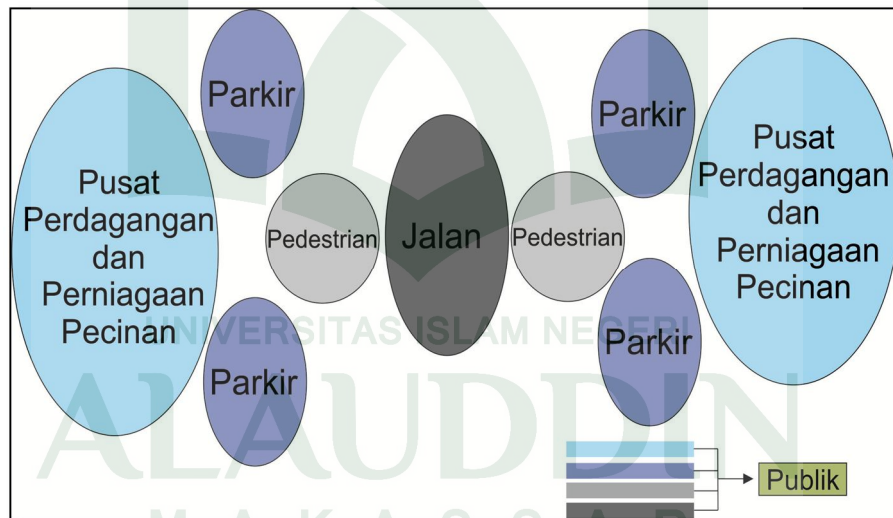 Parkir
Parkir
Pusat
Perdagangan
dan
Perniagaan
Pecinan
Pedestrian
Jalan
Pedestrian
Pusat
Perdagangan
dan
Perniagaan
Pecinan
Parkir
Parkir
UNIVERSITAS ISLAM NEGERI
ALAUDDIN
Publik
M A K A S S A R